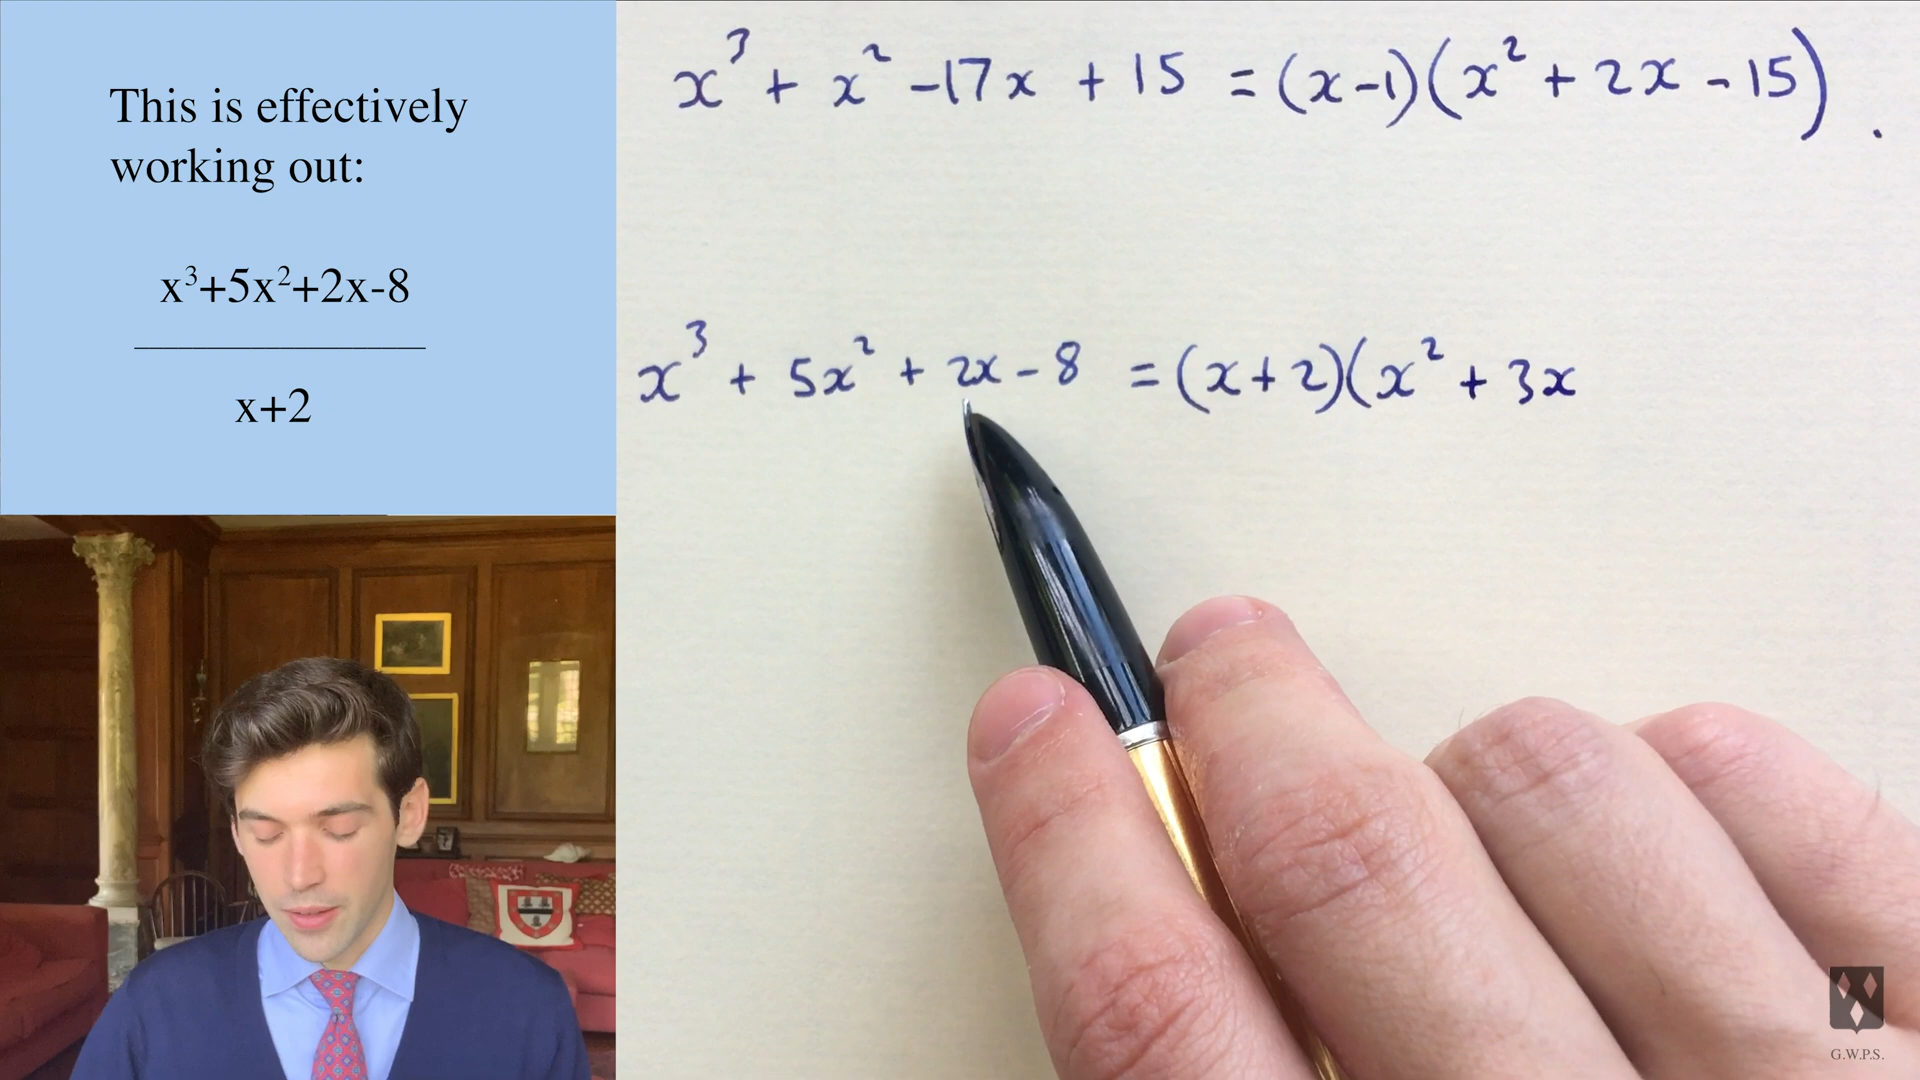 This is effectively
working out:
x³+5x²+2x-8
x+2
x³ + x² -17x + 15 = (x-1)(x² + 2x - 15).
x³ + 5x² + 2x - 8 = (x+2)(x² + 3x
G.W.P.S.